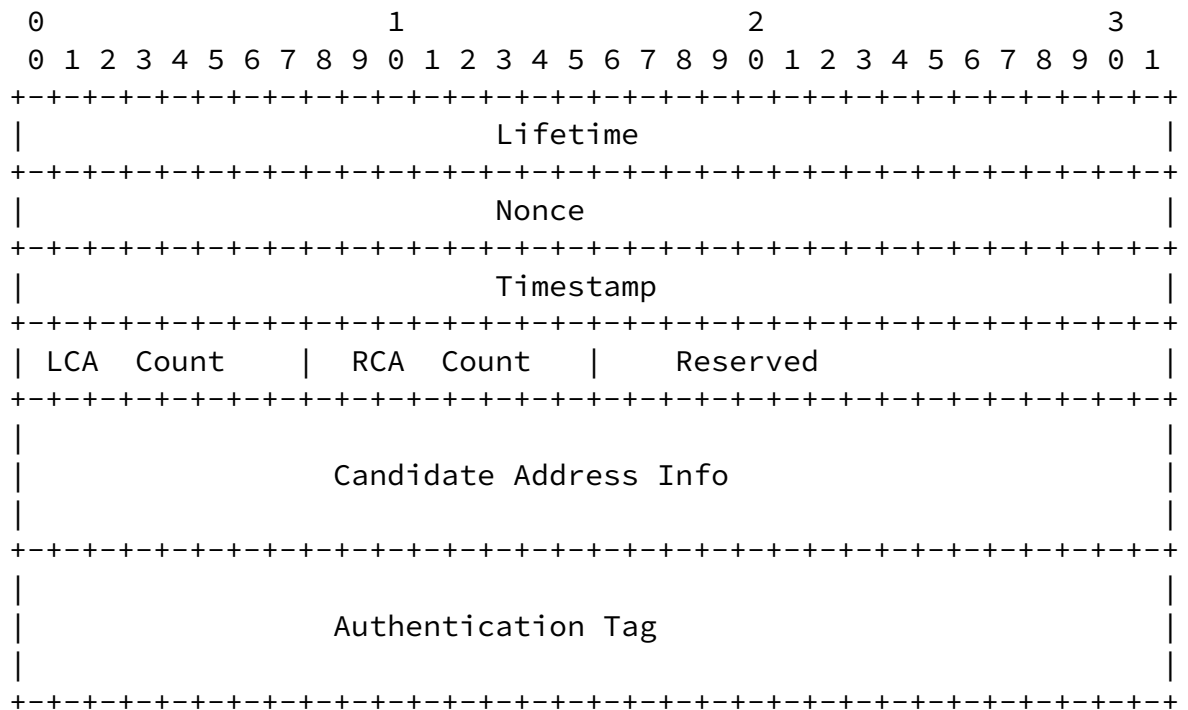 0                   1                   2                   3
 0 1 2 3 4 5 6 7 8 9 0 1 2 3 4 5 6 7 8 9 0 1 2 3 4 5 6 7 8 9 0 1
+-+-+-+-+-+-+-+-+-+-+-+-+-+-+-+-+-+-+-+-+-+-+-+-+-+-+-+-+-+-+-+-+
|                          Lifetime                             |
+-+-+-+-+-+-+-+-+-+-+-+-+-+-+-+-+-+-+-+-+-+-+-+-+-+-+-+-+-+-+-+-+
|                          Nonce                                |
+-+-+-+-+-+-+-+-+-+-+-+-+-+-+-+-+-+-+-+-+-+-+-+-+-+-+-+-+-+-+-+-+
|                          Timestamp                            |
+-+-+-+-+-+-+-+-+-+-+-+-+-+-+-+-+-+-+-+-+-+-+-+-+-+-+-+-+-+-+-+-+
| LCA  Count    |  RCA  Count   |    Reserved                   |
+-+-+-+-+-+-+-+-+-+-+-+-+-+-+-+-+-+-+-+-+-+-+-+-+-+-+-+-+-+-+-+-+
|                                                               |
|                 Candidate Address Info                        |
|                                                               |
+-+-+-+-+-+-+-+-+-+-+-+-+-+-+-+-+-+-+-+-+-+-+-+-+-+-+-+-+-+-+-+-+
|                                                               |
|                 Authentication Tag                            |
|                                                               |
+-+-+-+-+-+-+-+-+-+-+-+-+-+-+-+-+-+-+-+-+-+-+-+-+-+-+-+-+-+-+-+-+